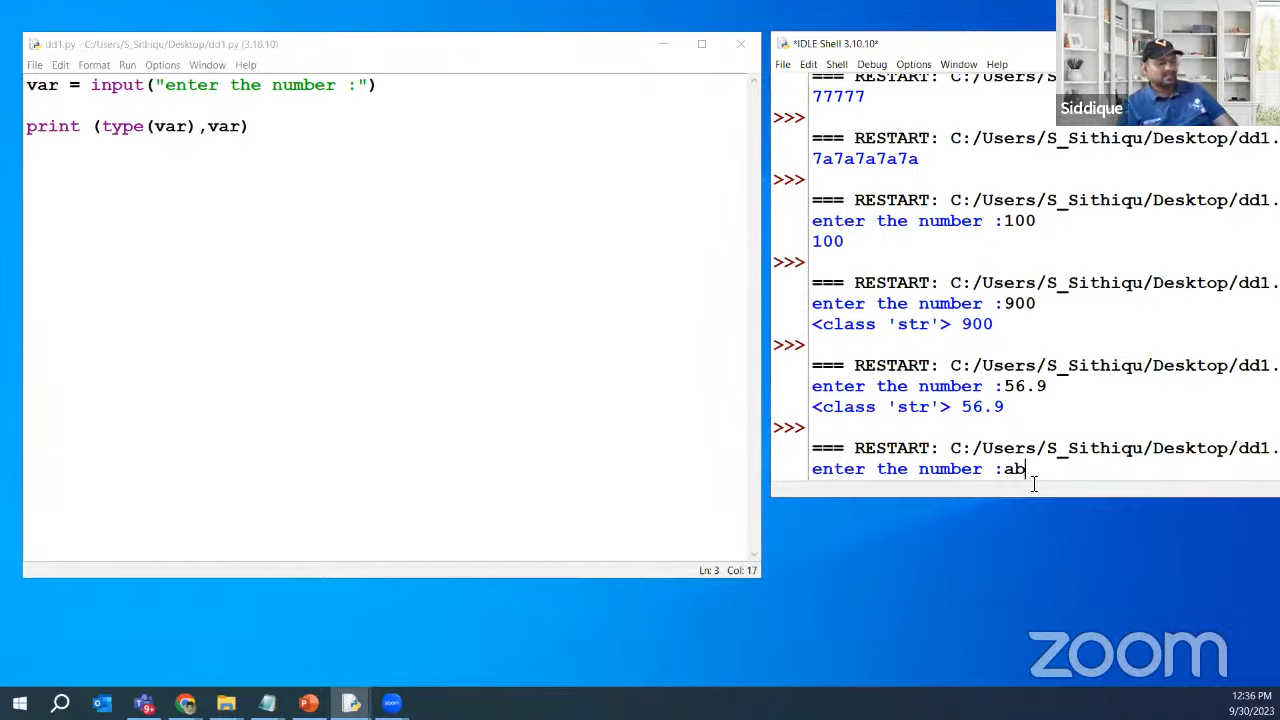 dd1.py - C:/Users/S_Sithiqu/Desktop/dd1.py (3.10.10)
File Edit Format Run Options Window Help
var = input("enter the number :")
print (type(var),var)
Ln: 3 Col: 17
*IDLE Shell 3.10.10*
File Edit Shell Debug Options Window Help
=== RESTART: C:/Users/S
77777
>>>
=== RESTART: C:/Users/S_Sithiqu/Desktop/dd1.
7a7a7a7a7a
>>>
=== RESTART: C:/Users/S_Sithiqu/Desktop/dd1.
enter the number :100
100
>>>
=== RESTART: C:/Users/S_Sithiqu/Desktop/dd1.
enter the number :900
<class 'str'> 900
>>>
=== RESTART: C:/Users/S_Sithiqu/Desktop/dd1.
enter the number :56.9
<class 'str'> 56.9
>>>
=== RESTART: C:/Users/S_Sithiqu/Desktop/dd1.
enter the number :ab
Siddique
zoom
zoom
12:36 PM
9/30/2023